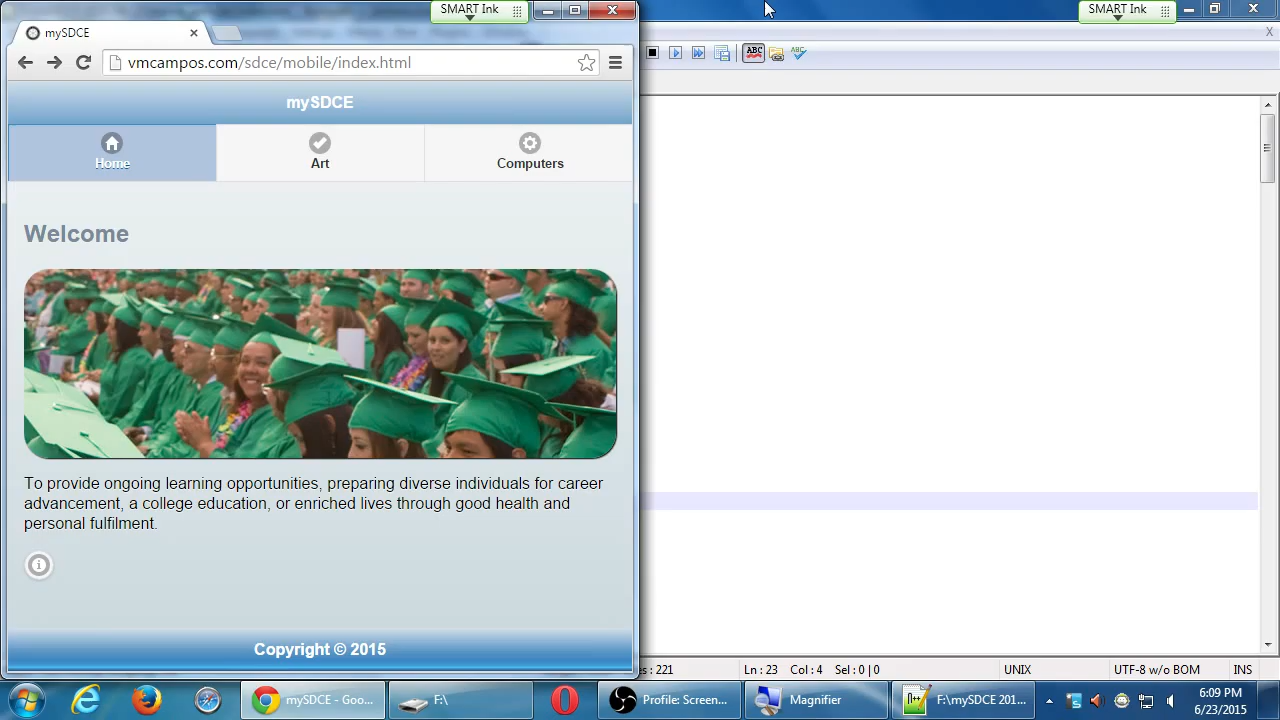 SMART Ink
SMART Ink
mySDCE
vmcampos.com/sdce/mobile/index.html
ABC
ABC
mySDCE
Home
Art
Computers
Welcome
To provide ongoing learning opportunities, preparing diverse individuals for career
advancement, a college education, or enriched lives through good health and
personal fulfilment.
Copyright © 2015
es : 221
Ln : 23 Col : 4 Sel : 0 | 0
UNIX
UTF-8 w/o BOM
INS
mySDCE - Goo...
F:\
Profile: Screen...
Magnifier
F:\mySDCE 201...
6:09 PM
6/23/2015